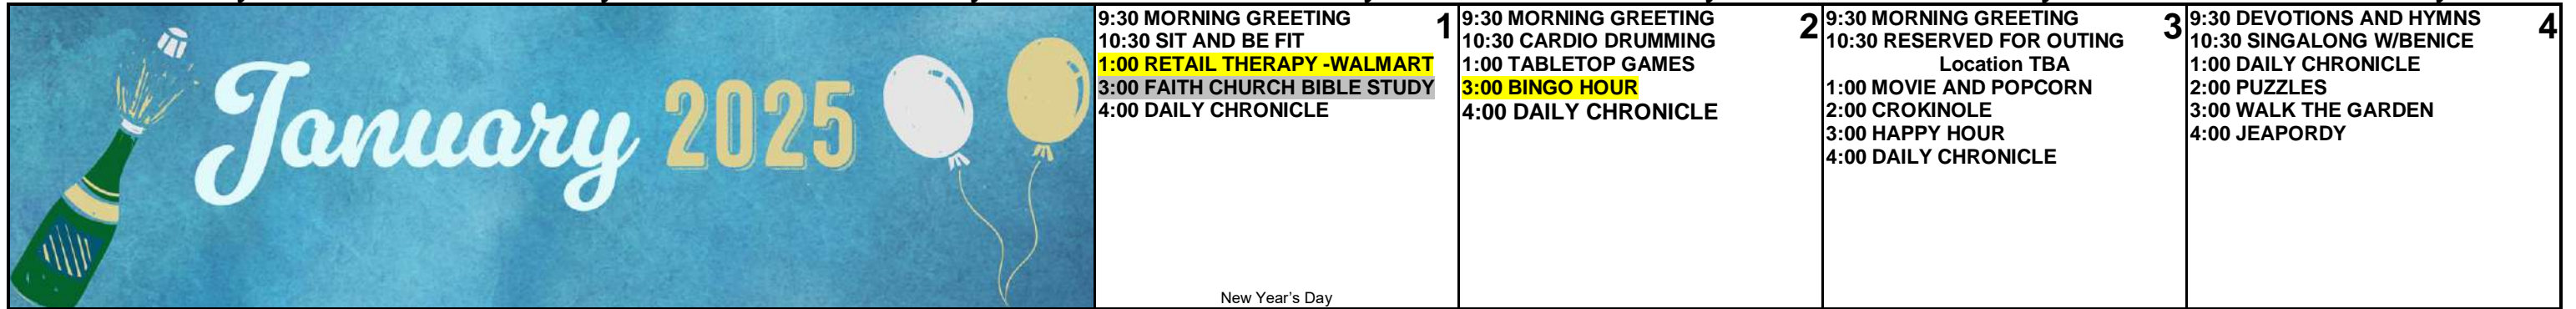 January 2025
9:30 MORNING GREETING 1
10:30 SIT AND BE FIT
1:00 RETAIL THERAPY -WALMART
3:00 FAITH CHURCH BIBLE STUDY
4:00 DAILY CHRONICLE
New Year’s Day
9:30 MORNING GREETING 2
10:30 CARDIO DRUMMING
1:00 TABLETOP GAMES
3:00 BINGO HOUR
4:00 DAILY CHRONICLE
9:30 MORNING GREETING 3
10:30 RESERVED FOR OUTING
Location TBA
1:00 MOVIE AND POPCORN
2:00 CROKINOLE
3:00 HAPPY HOUR
4:00 DAILY CHRONICLE
9:30 DEVOTIONS AND HYMNS 4
10:30 SINGALONG W/BENICE
1:00 DAILY CHRONICLE
2:00 PUZZLES
3:00 WALK THE GARDEN
4:00 JEAPORDY